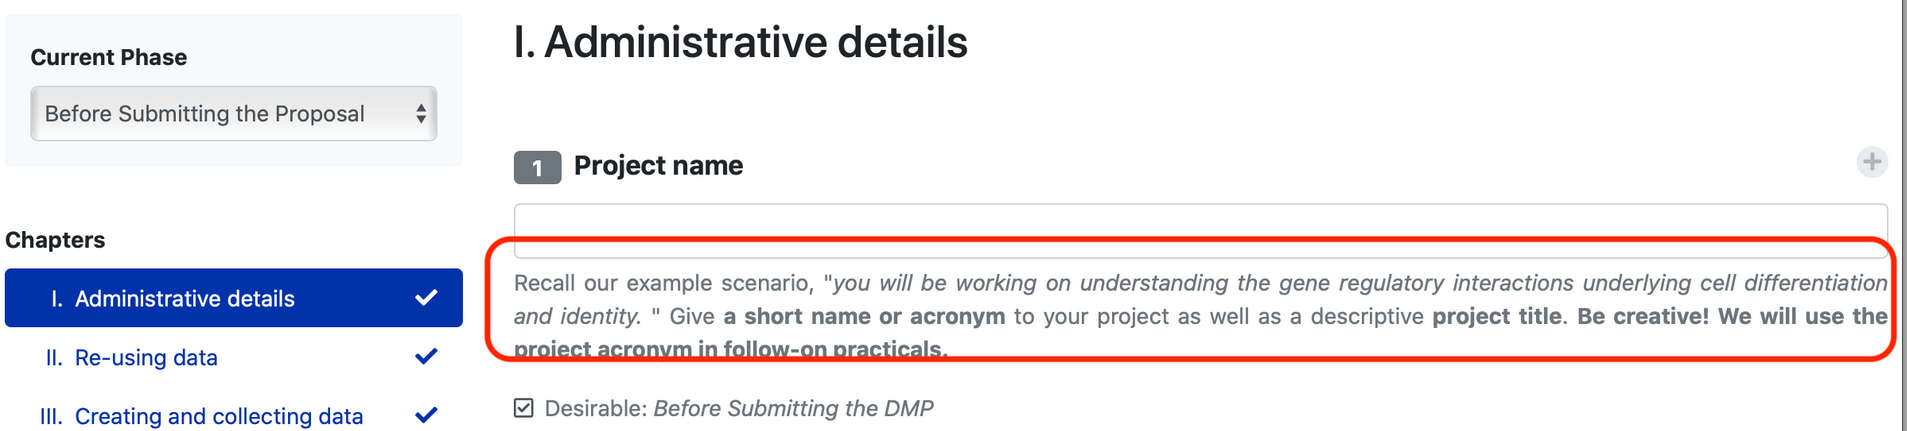 Current Phase
Before Submitting the Proposal
Chapters
I. Administrative details
II. Re-using data
III. Creating and collecting data
I. Administrative details
1 Project name
Recall our example scenario, "you will be working on understanding the gene regulatory interactions underlying cell differentiation
and identity. " Give a short name or acronym to your project as well as a descriptive project title. Be creative! We will use the
project acronym in follow-on practicals.
Desirable: Before Submitting the DMP